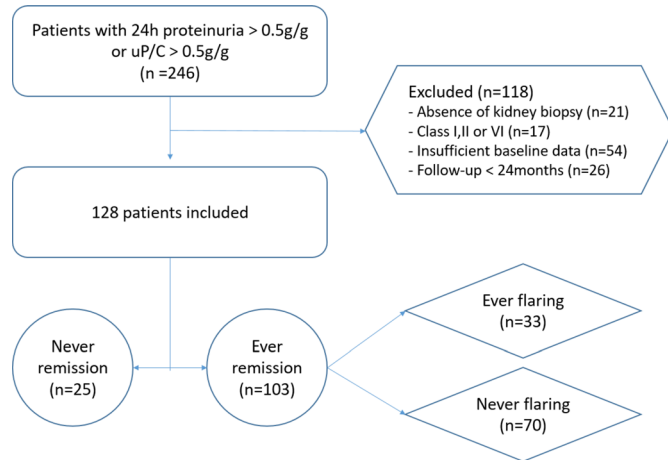 Patients with 24h proteinuria > 0.5g/g
or uP/C > 0.5g/g
(n =246)
Excluded (n=118)
- Absence of kidney biopsy (n=21)
- Class I,II or VI (n=17)
- Insufficient baseline data (n=54)
- Follow-up < 24months (n=26)
128 patients included
Never
remission
(n=25)
Ever
remission
(n=103)
Ever flaring
(n=33)
Never flaring
(n=70)